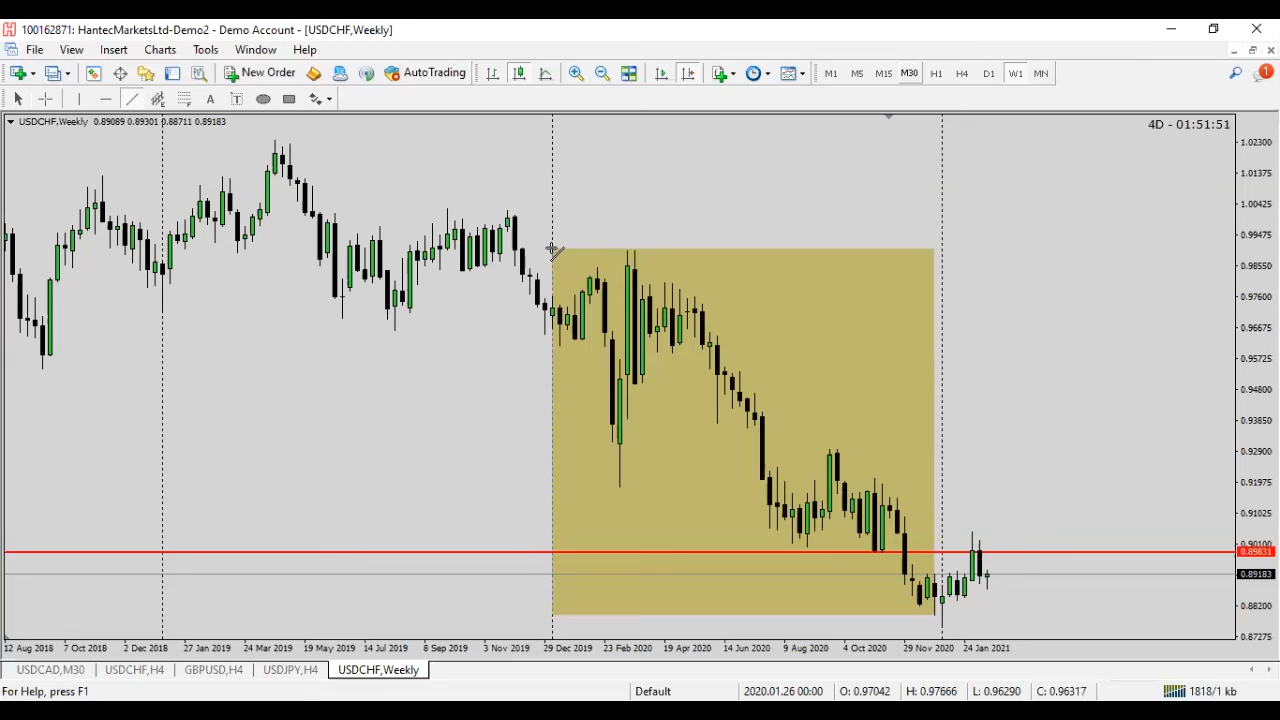 100162871: HantecMarketsLtd-Demo2 - Demo Account - [USDCHF,Weekly]
File View Insert Charts Tools Window Help
New Order AutoTrading M1 M5 M15 M30 H1 H4 D1 W1 MN 1
A T
USDCHF,Weekly 0.89089 0.89301 0.88711 0.89183
4D - 01:51:51
1.02300
1.01375
1.00425
0.99475
0.98550
0.97600
0.96675
0.95725
0.94800
0.93850
0.92900
0.91975
0.91025
0.90100
0.89831
0.89183
0.88200
0.87275
12 Aug 2018 7 Oct 2018 2 Dec 2018 27 Jan 2019 24 Mar 2019 19 May 2019 14 Jul 2019 8 Sep 2019 3 Nov 2019 29 Dec 2019 23 Feb 2020 19 Apr 2020 14 Jun 2020 9 Aug 2020 4 Oct 2020 29 Nov 2020 24 Jan 2021
USDCAD,M30 USDCHF,H4 GBPUSD,H4 USDJPY,H4 USDCHF,Weekly
For Help, press F1 Default 2020.01.26 00:00 O: 0.97042 H: 0.97666 L: 0.96290 C: 0.96317 1818/1 kb